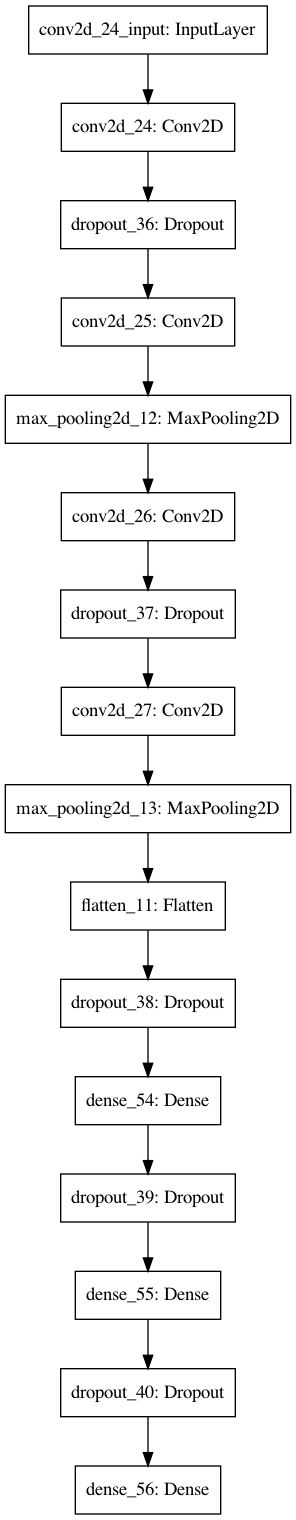 conv2d_24_input: InputLayer
conv2d_24: Conv2D
dropout_36: Dropout
conv2d_25: Conv2D
max_pooling2d_12: MaxPooling2D
conv2d_26: Conv2D
dropout_37: Dropout
conv2d_27: Conv2D
max_pooling2d_13: MaxPooling2D
flatten_11: Flatten
dropout_38: Dropout
dense_54: Dense
dropout_39: Dropout
dense_55: Dense
dropout_40: Dropout
dense_56: Dense